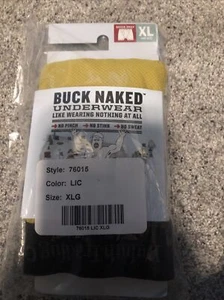 XL
BUCK NAKED™
UNDERWEAR
LIKE WEARING NOTHING AT ALL
NO PINCH NO STINK NO SWEAT
Style: 76015
Color: LIC
Size: XLG
76015 LIC XLG